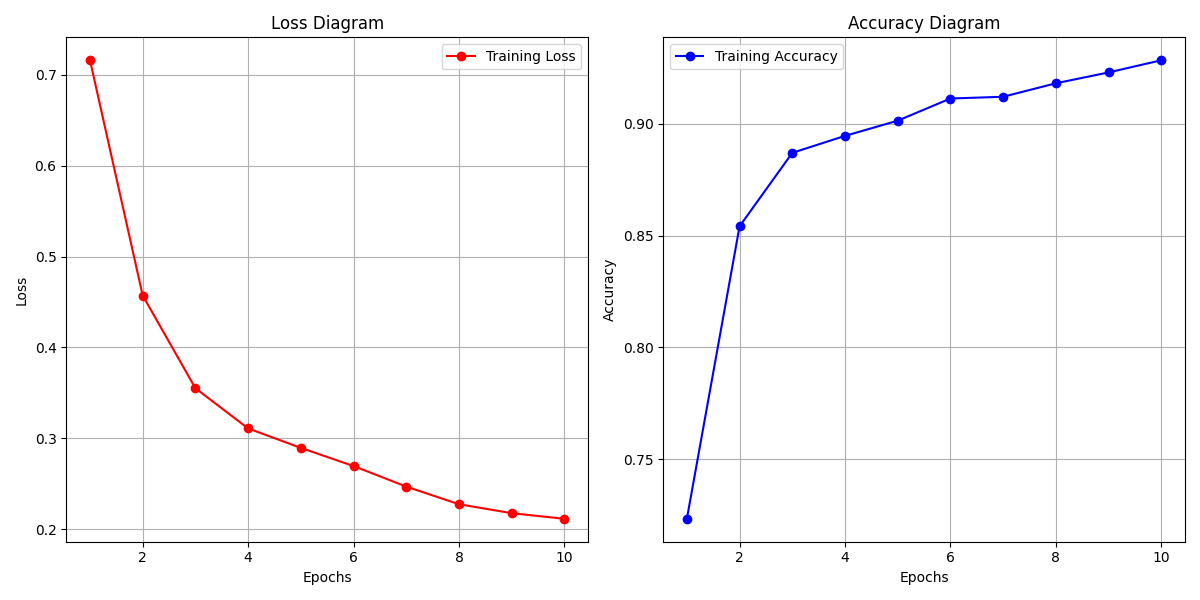 Loss Diagram
Training Loss
0.7
0.6
0.5
0.4
0.3
0.2
Loss
2 4 6 8 10
Epochs
Accuracy Diagram
Training Accuracy
0.90
0.85
0.80
0.75
Accuracy
2 4 6 8 10
Epochs